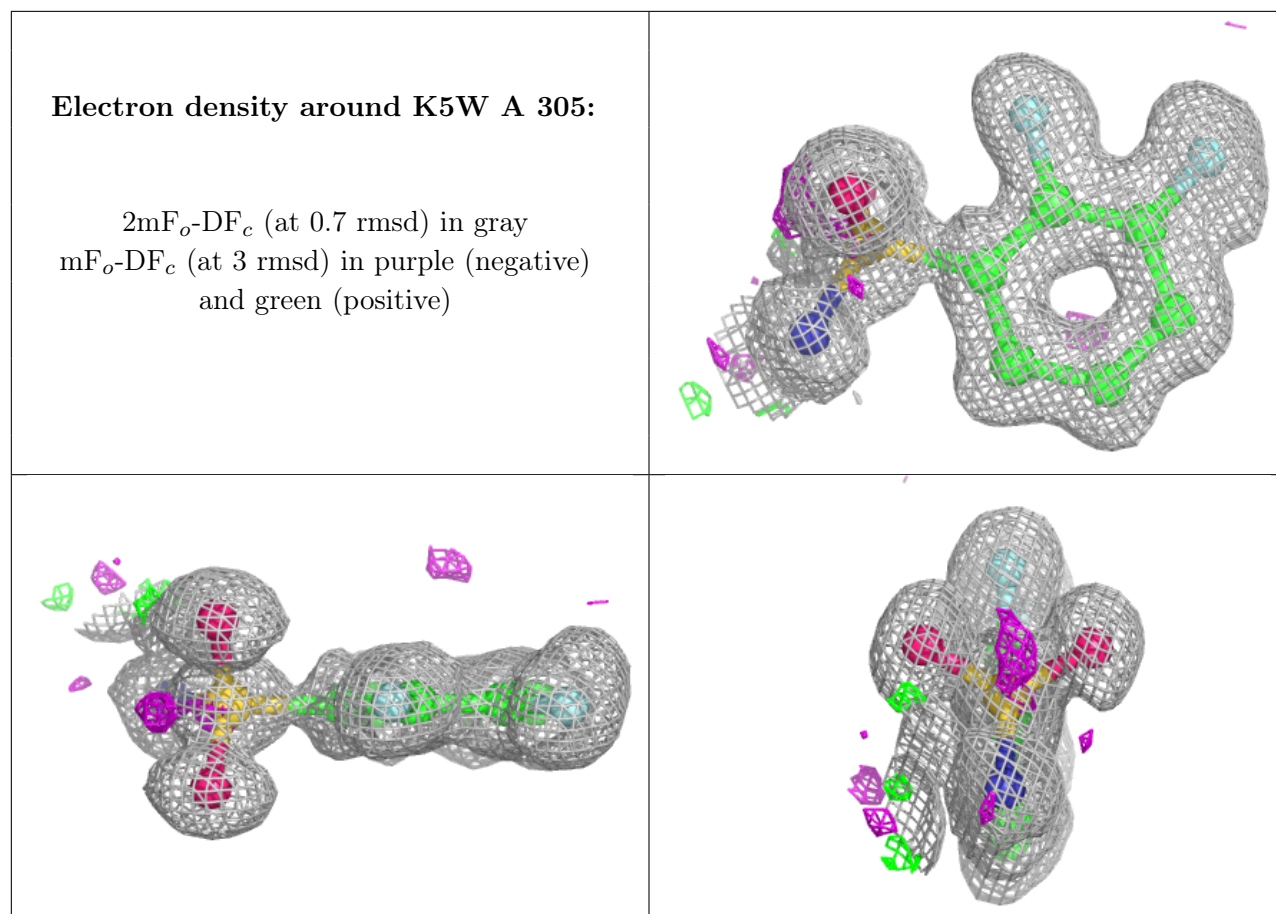 Electron density around K5W A 305:
2mFₒ-DF𝒸 (at 0.7 rmsd) in gray
mFₒ-DF𝒸 (at 3 rmsd) in purple (negative)
and green (positive)